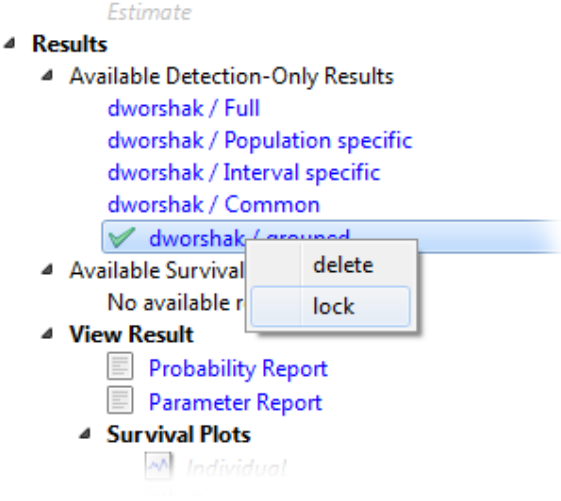 Estimate
Results
Available Detection-Only Results
dworshak / Full
dworshak / Population specific
dworshak / Interval specific
dworshak / Common
dworshak / grouped
Available Survival
delete
No available r
lock
View Result
Probability Report
Parameter Report
Survival Plots
Individual